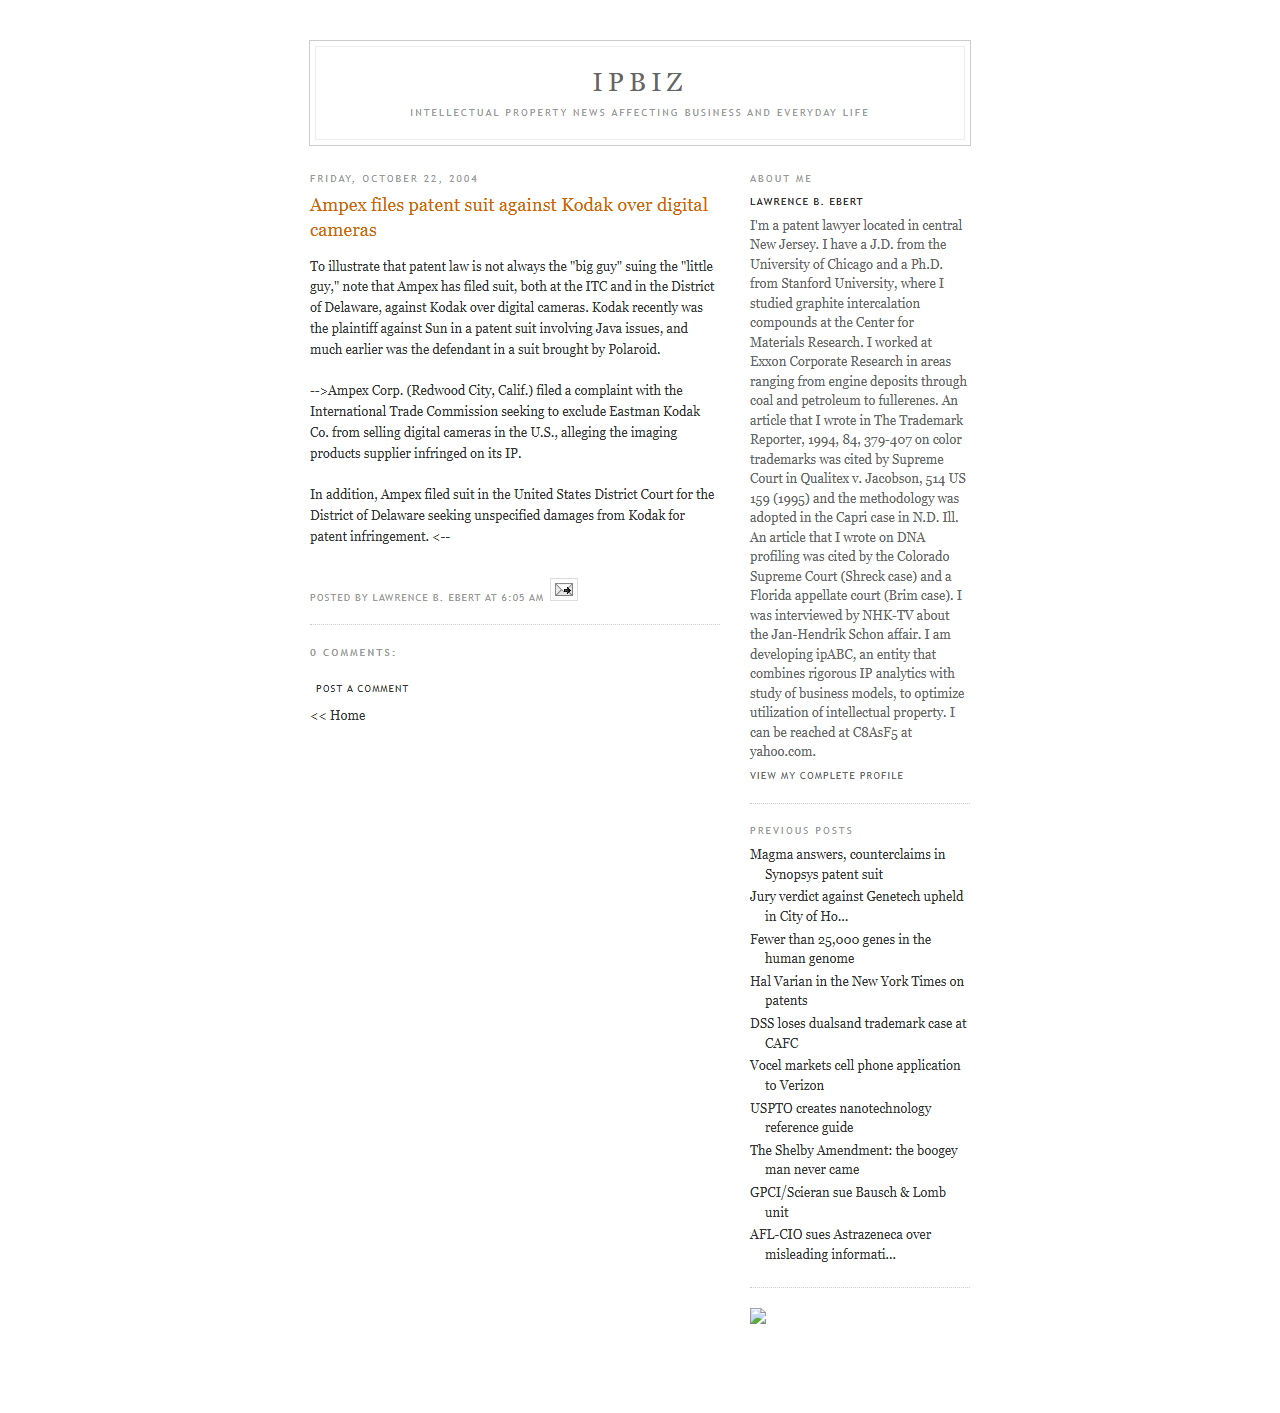 IPBIZ
INTELLECTUAL PROPERTY NEWS AFFECTING BUSINESS AND EVERYDAY LIFE
FRIDAY, OCTOBER 22, 2004
Ampex files patent suit against Kodak over digital
cameras
To illustrate that patent law is not always the "big guy" suing the "little
guy," note that Ampex has filed suit, both at the ITC and in the District
of Delaware, against Kodak over digital cameras. Kodak recently was
the plaintiff against Sun in a patent suit involving Java issues, and
much earlier was the defendant in a suit brought by Polaroid.
-->Ampex Corp. (Redwood City, Calif.) filed a complaint with the
International Trade Commission seeking to exclude Eastman Kodak
Co. from selling digital cameras in the U.S., alleging the imaging
products supplier infringed on its IP.
In addition, Ampex filed suit in the United States District Court for the
District of Delaware seeking unspecified damages from Kodak for
patent infringement. <--
POSTED BY LAWRENCE B. EBERT AT 6:05 AM
0 COMMENTS:
POST A COMMENT
<< Home
ABOUT ME
LAWRENCE B. EBERT
I'm a patent lawyer located in central
New Jersey. I have a J.D. from the
University of Chicago and a Ph.D.
from Stanford University, where I
studied graphite intercalation
compounds at the Center for
Materials Research. I worked at
Exxon Corporate Research in areas
ranging from engine deposits through
coal and petroleum to fullerenes. An
article that I wrote in The Trademark
Reporter, 1994, 84, 379-407 on color
trademarks was cited by Supreme
Court in Qualitex v. Jacobson, 514 US
159 (1995) and the methodology was
adopted in the Capri case in N.D. Ill.
An article that I wrote on DNA
profiling was cited by the Colorado
Supreme Court (Shreck case) and a
Florida appellate court (Brim case). I
was interviewed by NHK-TV about
the Jan-Hendrik Schon affair. I am
developing ipABC, an entity that
combines rigorous IP analytics with
study of business models, to optimize
utilization of intellectual property. I
can be reached at C8AsF5 at
yahoo.com.
VIEW MY COMPLETE PROFILE
PREVIOUS POSTS
Magma answers, counterclaims in
Synopsys patent suit
Jury verdict against Genetech upheld
in City of Ho...
Fewer than 25,000 genes in the
human genome
Hal Varian in the New York Times on
patents
DSS loses dualsand trademark case at
CAFC
Vocel markets cell phone application
to Verizon
USPTO creates nanotechnology
reference guide
The Shelby Amendment: the boogey
man never came
GPCI/Scieran sue Bausch & Lomb
unit
AFL-CIO sues Astrazeneca over
misleading informati...